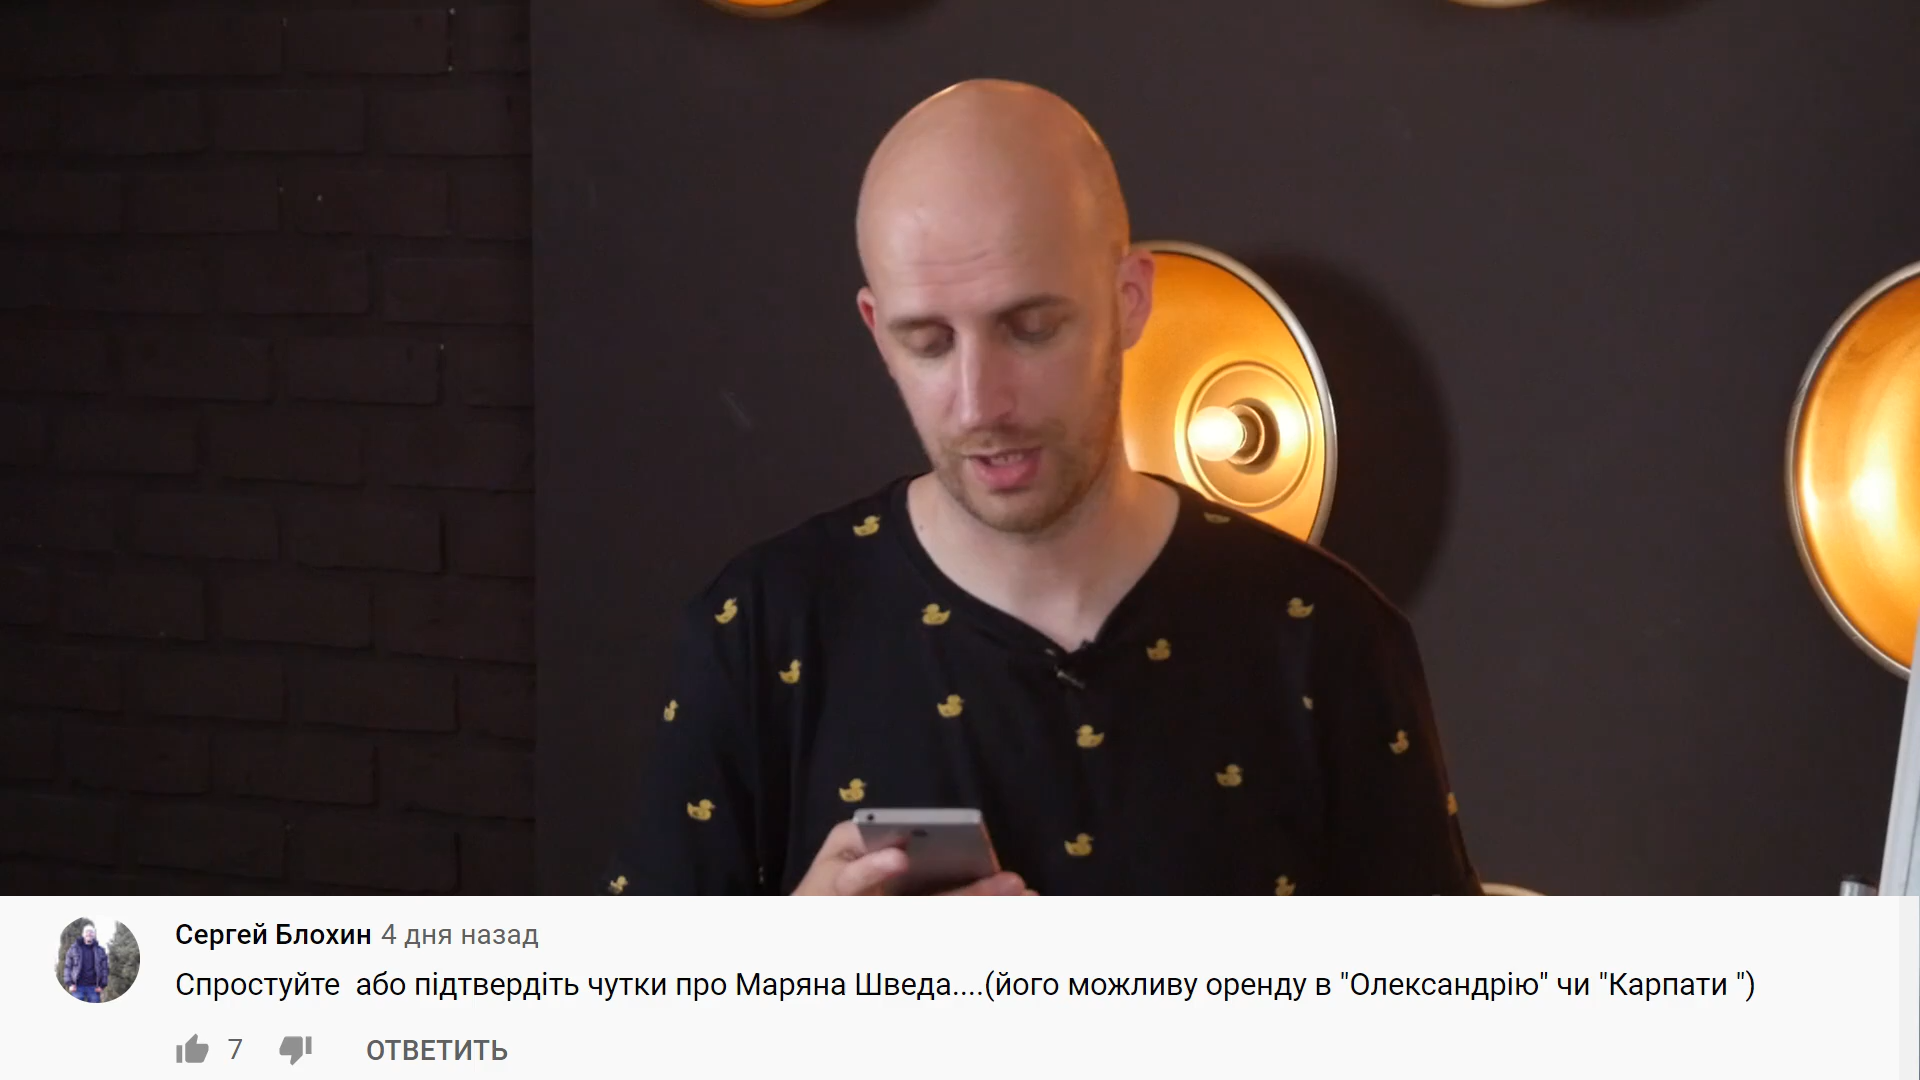 Сергей Блохин 4 дня назад
Спростуйте  або підтвердіть чутки про Маряна Шведа....(його можливу оренду в "Олександрію" чи "Карпати ")
7 ОТВЕТИТЬ